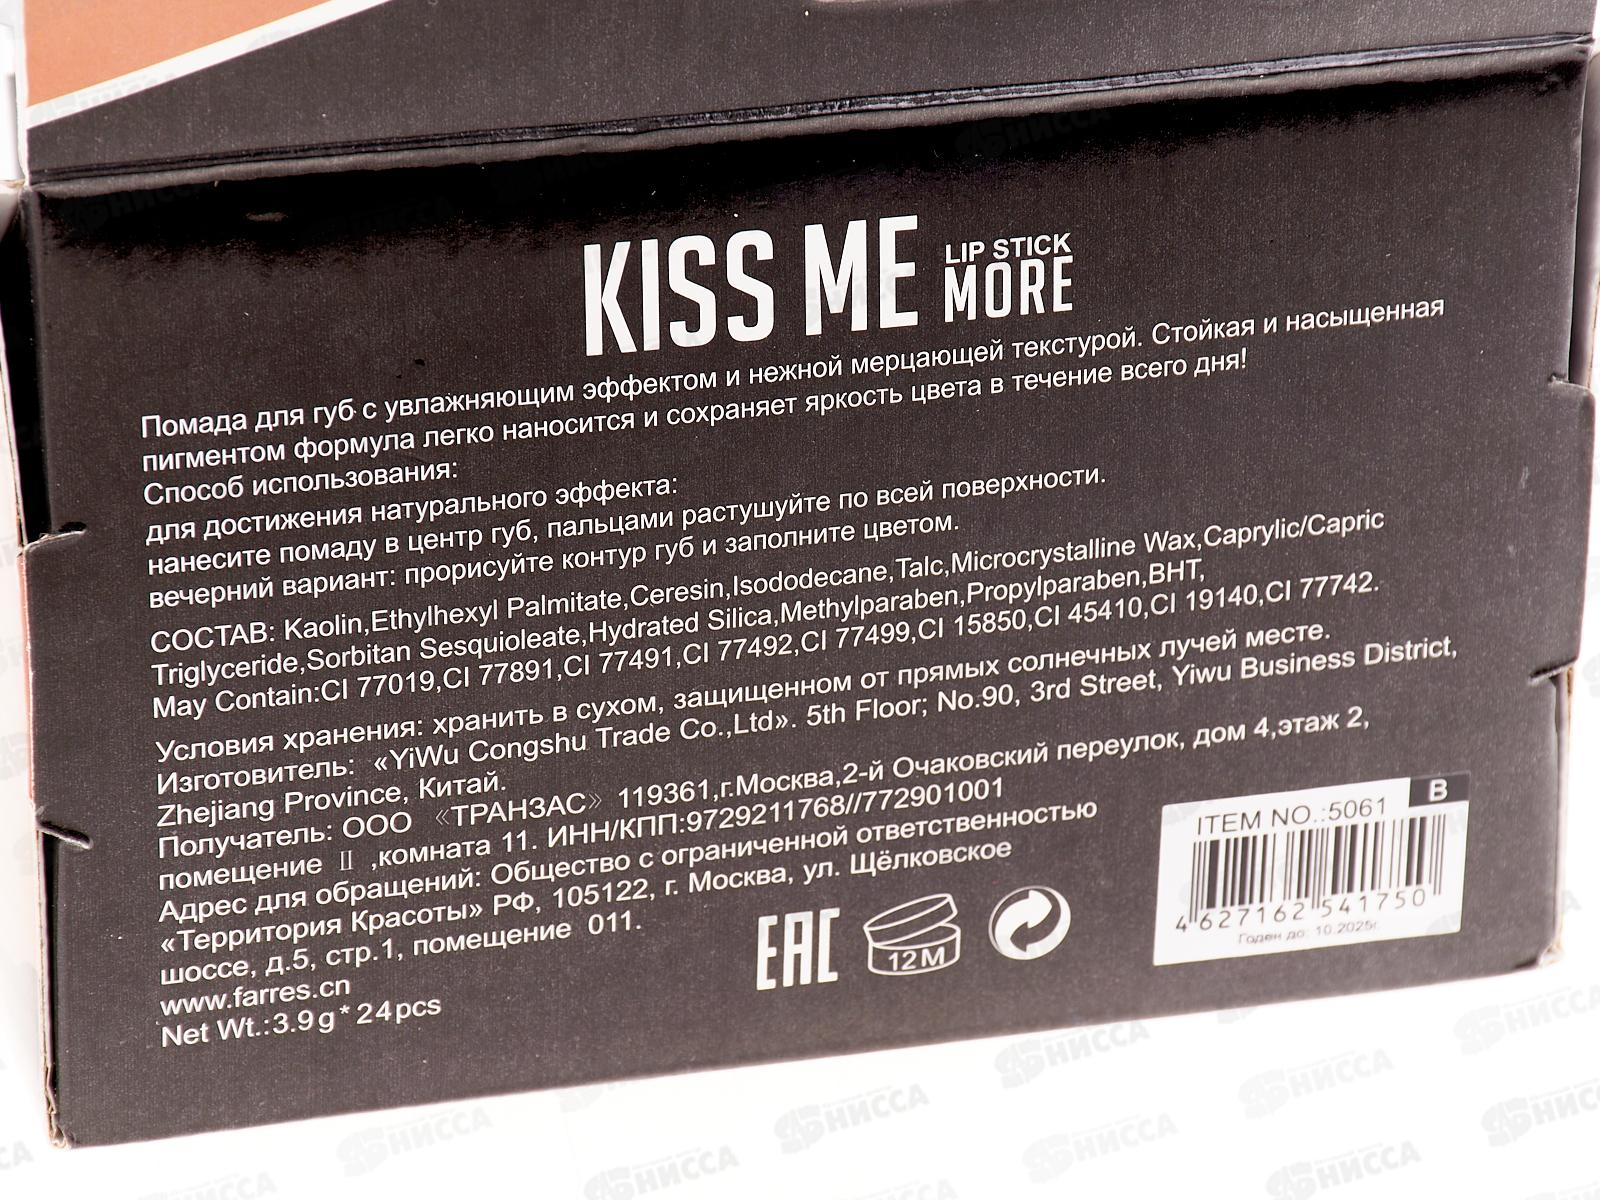 KISS ME LIP STICK
MORE
Помада для губ с увлажняющим эффектом и нежной мерцающей текстурой. Стойкая и насыщенная
пигментом формула легко наносится и сохраняет яркость цвета в течение всего дня!
Способ использования:
для достижения натурального эффекта:
нанесите помаду в центр губ, пальцами растушуйте по всей поверхности.
вечерний вариант: прорисуйте контур губ и заполните цветом.
СОСТАВ: Kaolin,Ethylhexyl Palmitate,Ceresin,Isododecane,Talc,Microcrystalline Wax,Caprylic/Capric
Triglyceride,Sorbitan Sesquioleate,Hydrated Silica,Methylparaben,Propylparaben,BHT,
May Contain:CI 77019,CI 77891,CI 77491,CI 77492,CI 77499,CI 15850,CI 45410,CI 19140,CI 77742.
Условия хранения: хранить в сухом, защищенном от прямых солнечных лучей месте.
Изготовитель: «YiWu Congshu Trade Co.,Ltd». 5th Floor; No.90, 3rd Street, Yiwu Business District,
Zhejiang Province, Китай.
Получатель: ООО «ТРАНЗАС» 119361,г.Москва,2-й Очаковский переулок, дом 4,этаж 2,
помещение II ,комната 11. ИНН/КПП:9729211768//772901001
Адрес для обращений: Общество с ограниченной ответственностью
«Территория Красоты» РФ, 105122, г. Москва, ул. Щёлковское
шоссе, д.5, стр.1, помещение 011.
www.farres.cn
Net Wt.:3.9g*24pcs
EAC
12M
ITEM NO.:5061 B
4 627162 541750
Годен до: 10.2025г.
НИССА